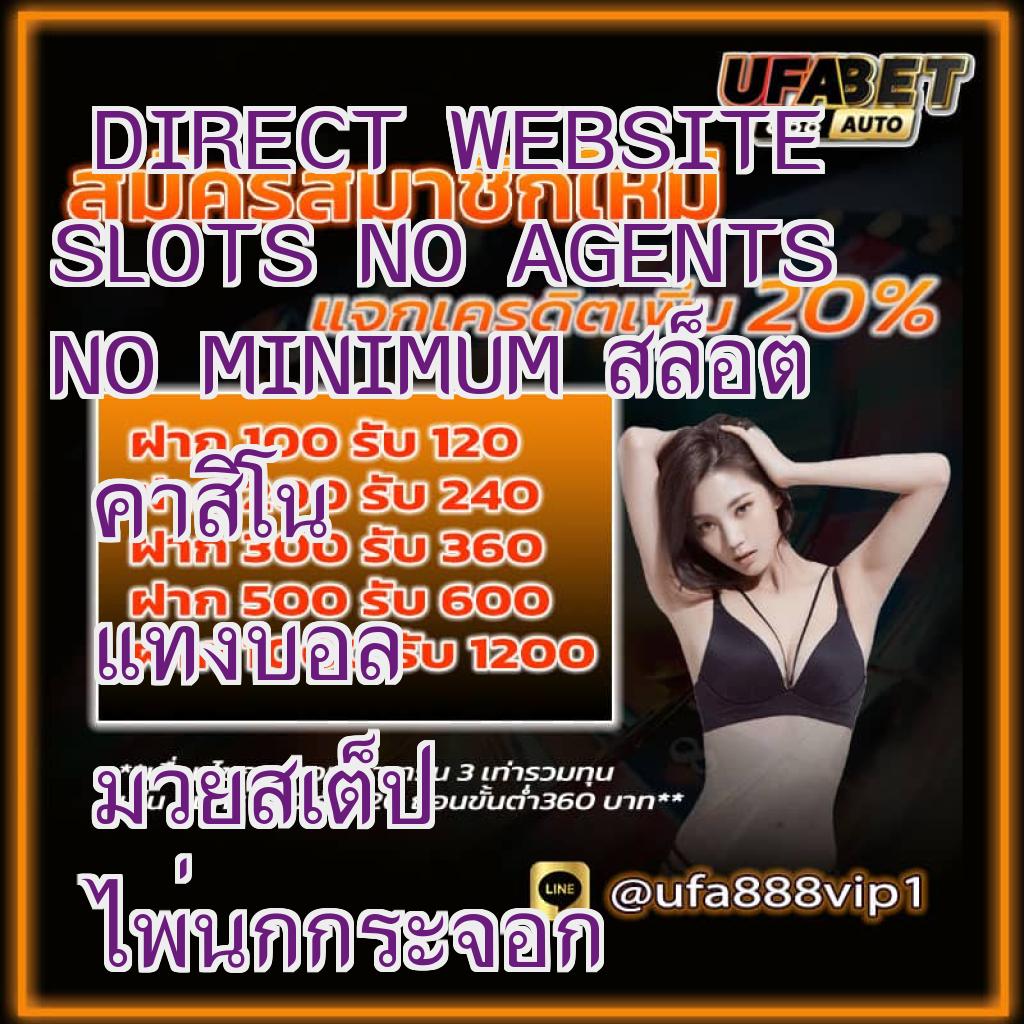 UFABET
AUTO
DIRECT WEBSITE
สมัครสมาชิกใหม่
SLOTS NO AGENTS
แจกเครดิตเพิ่ม 20%
NO MINIMUM สล็อต
ฝาก 100 รับ 120
คาสิโน
รับ 240
ฝาก 300 รับ 360
ฝาก 500 รับ 600
แทงบอล
รับ 1200
มวยสเต็ป
3 เท่ารวมทุน
ถอนขั้นต่ำ360 บาท**
LINE @ufa888vip1
ไพ่นกกระจอก